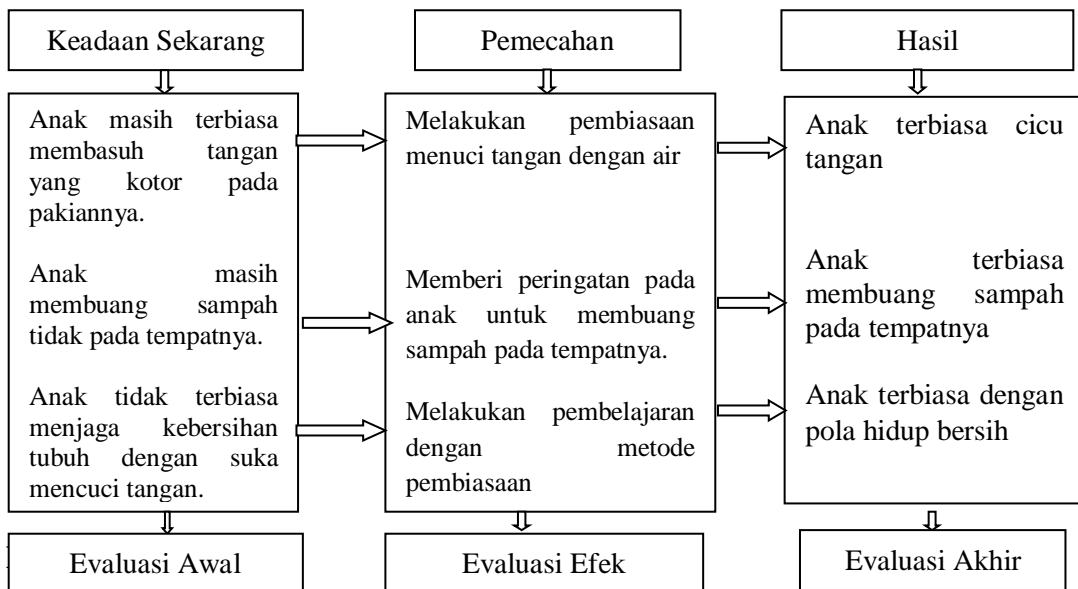 Keadaan Sekarang
Pemecahan
Hasil
Anak masih terbiasa
membasuh tangan
yang kotor pada
pakiannya.
Anak masih
membuang sampah
tidak pada tempatnya.
Anak tidak terbiasa
menjaga kebersihan
tubuh dengan suka
mencuci tangan.
Melakukan pembiasaan
menuci tangan dengan air
Memberi peringatan pada
anak untuk membuang
sampah pada tempatnya.
Melakukan pembelajaran
dengan metode
pembiasaan
Anak terbiasa cicu
tangan
Anak terbiasa
membuang sampah
pada tempatnya
Anak terbiasa dengan
pola hidup bersih
Evaluasi Awal
Evaluasi Efek
Evaluasi Akhir